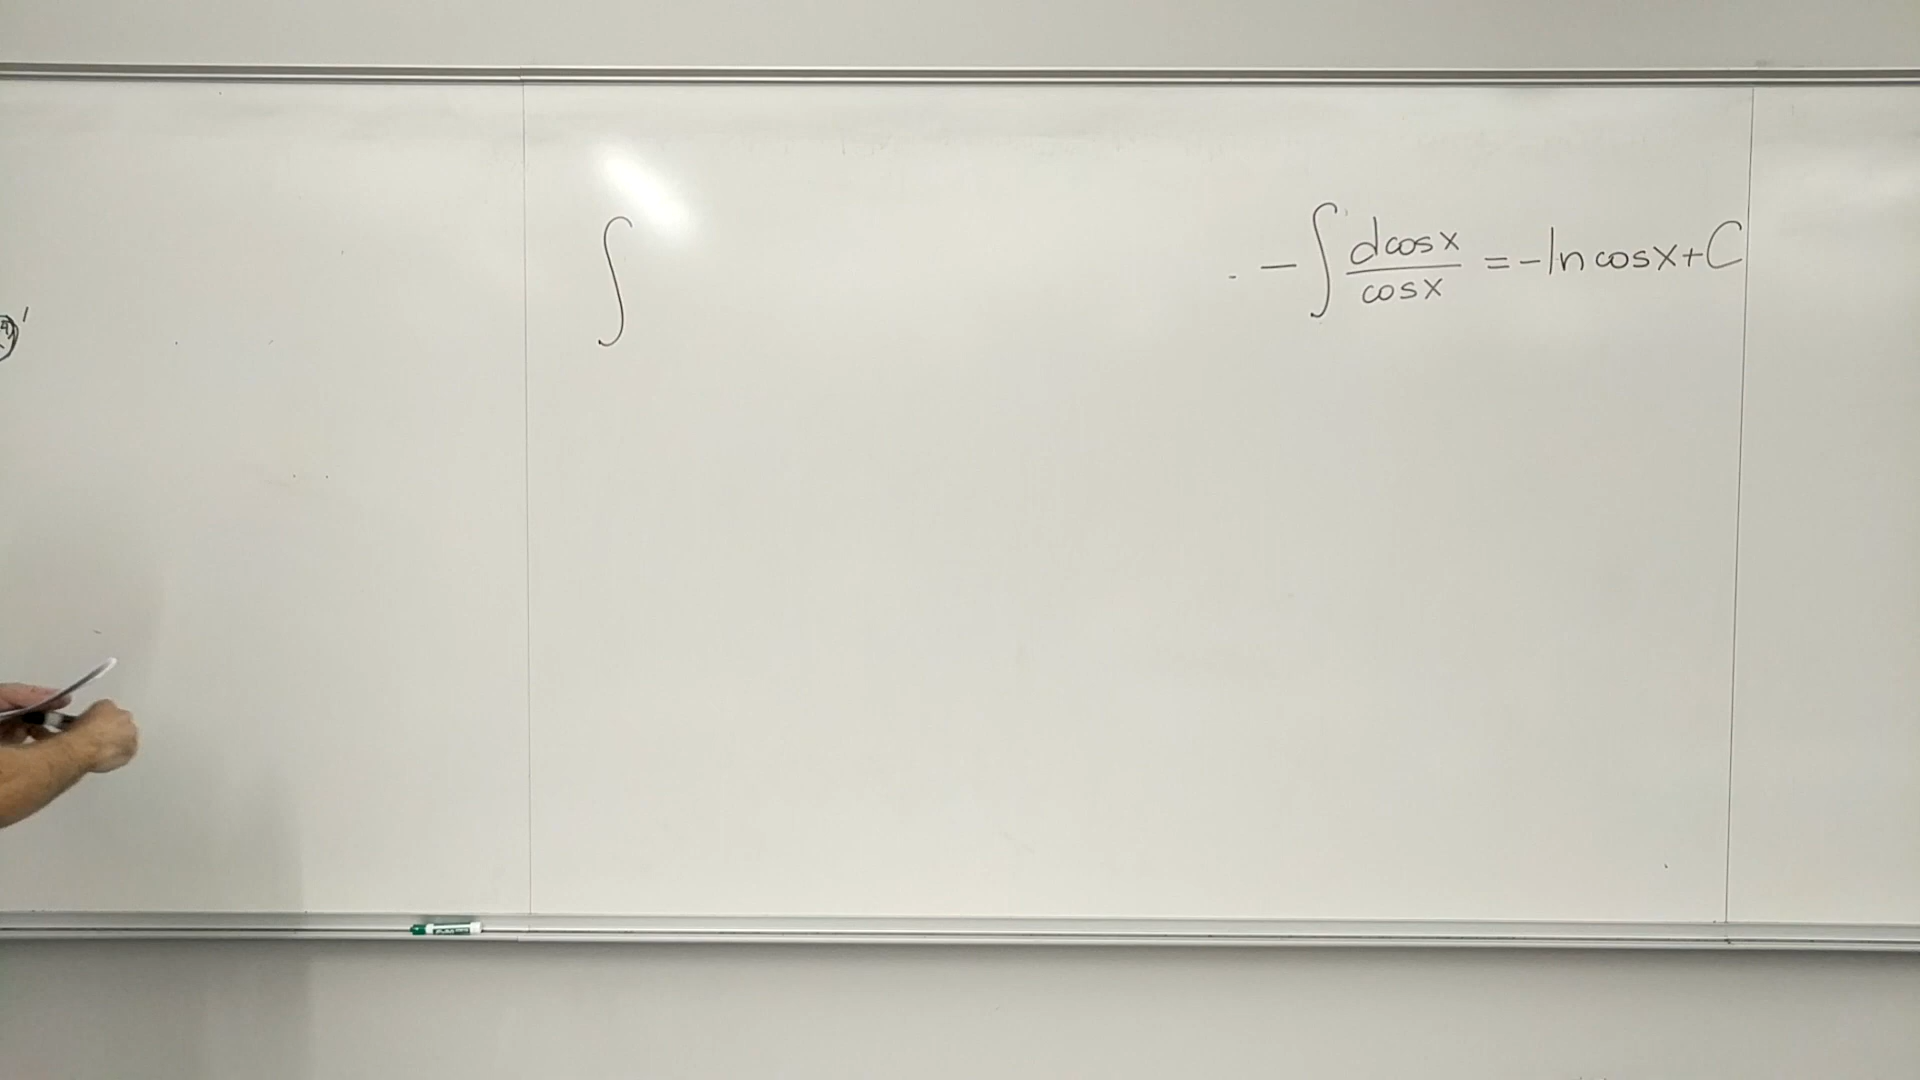 ∫ - ∫ dcosx/cosx = -ln cosx + C